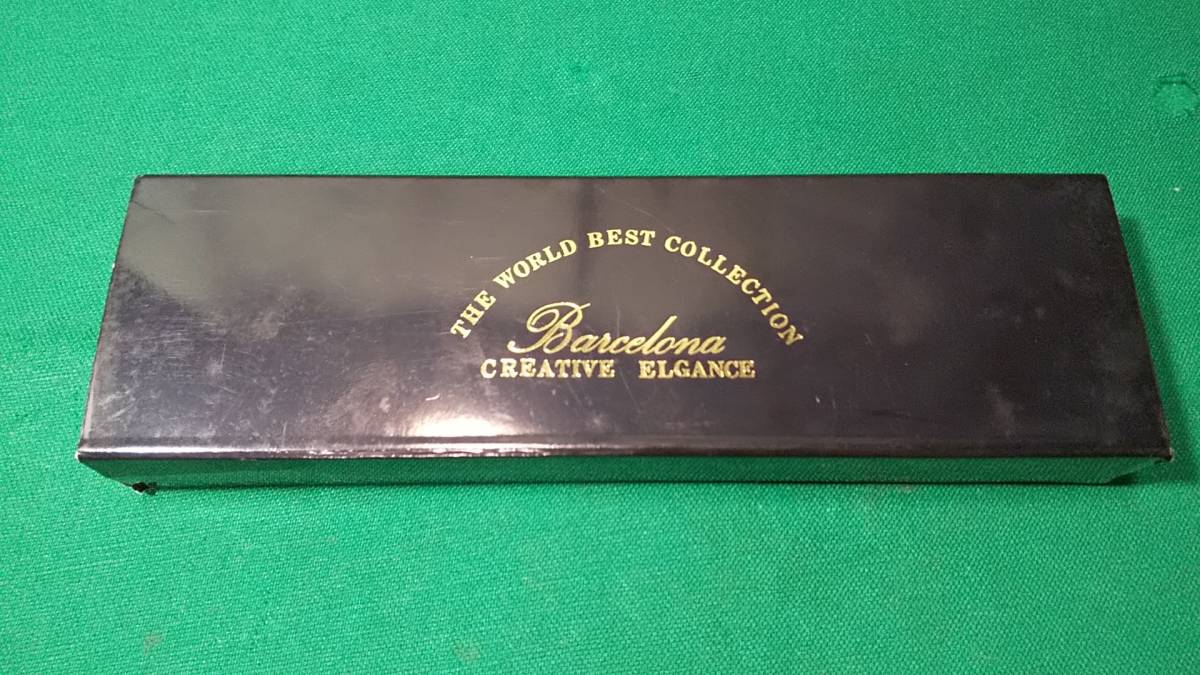 THE WORLD BEST COLLECTION
Barcelona
CREATIVE ELGANCE